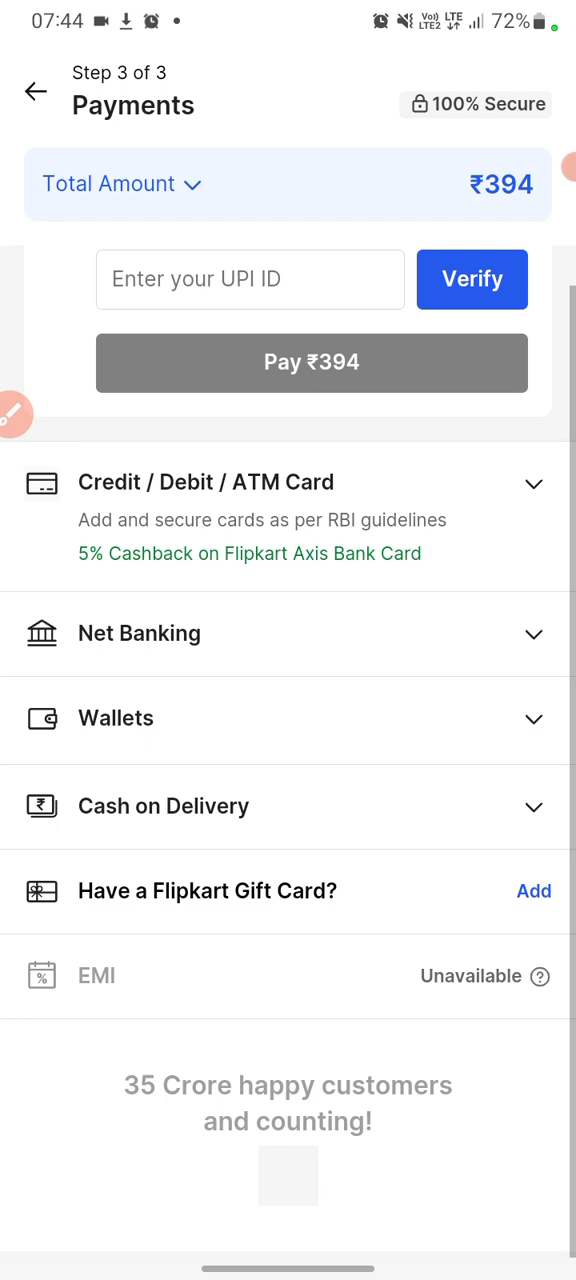 07:44
Vo)) LTE
LTE2
72%
Step 3 of 3
Payments
100% Secure
Total Amount
₹394
Enter your UPI ID
Verify
Pay ₹394
Credit / Debit / ATM Card
Add and secure cards as per RBI guidelines
5% Cashback on Flipkart Axis Bank Card
Net Banking
Wallets
Cash on Delivery
Have a Flipkart Gift Card?
Add
EMI
Unavailable
35 Crore happy customers
and counting!